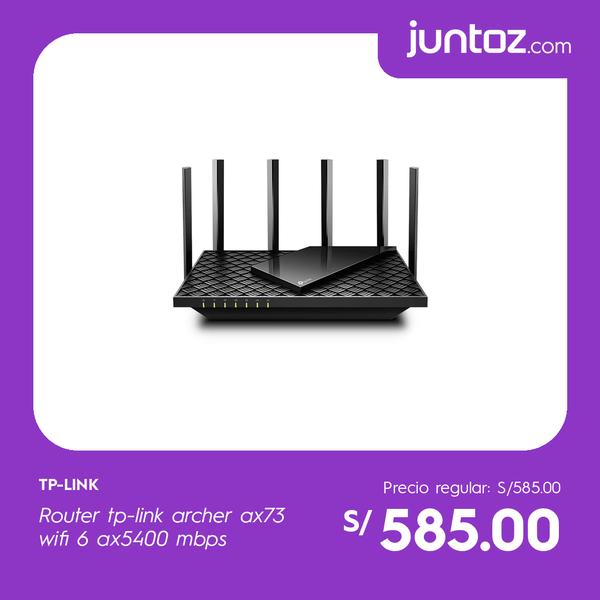 juntoz.com
TP-LINK
Router tp-link archer ax73
wifi 6 ax5400 mbps
Precio regular: S/585.00
S/ 585.00